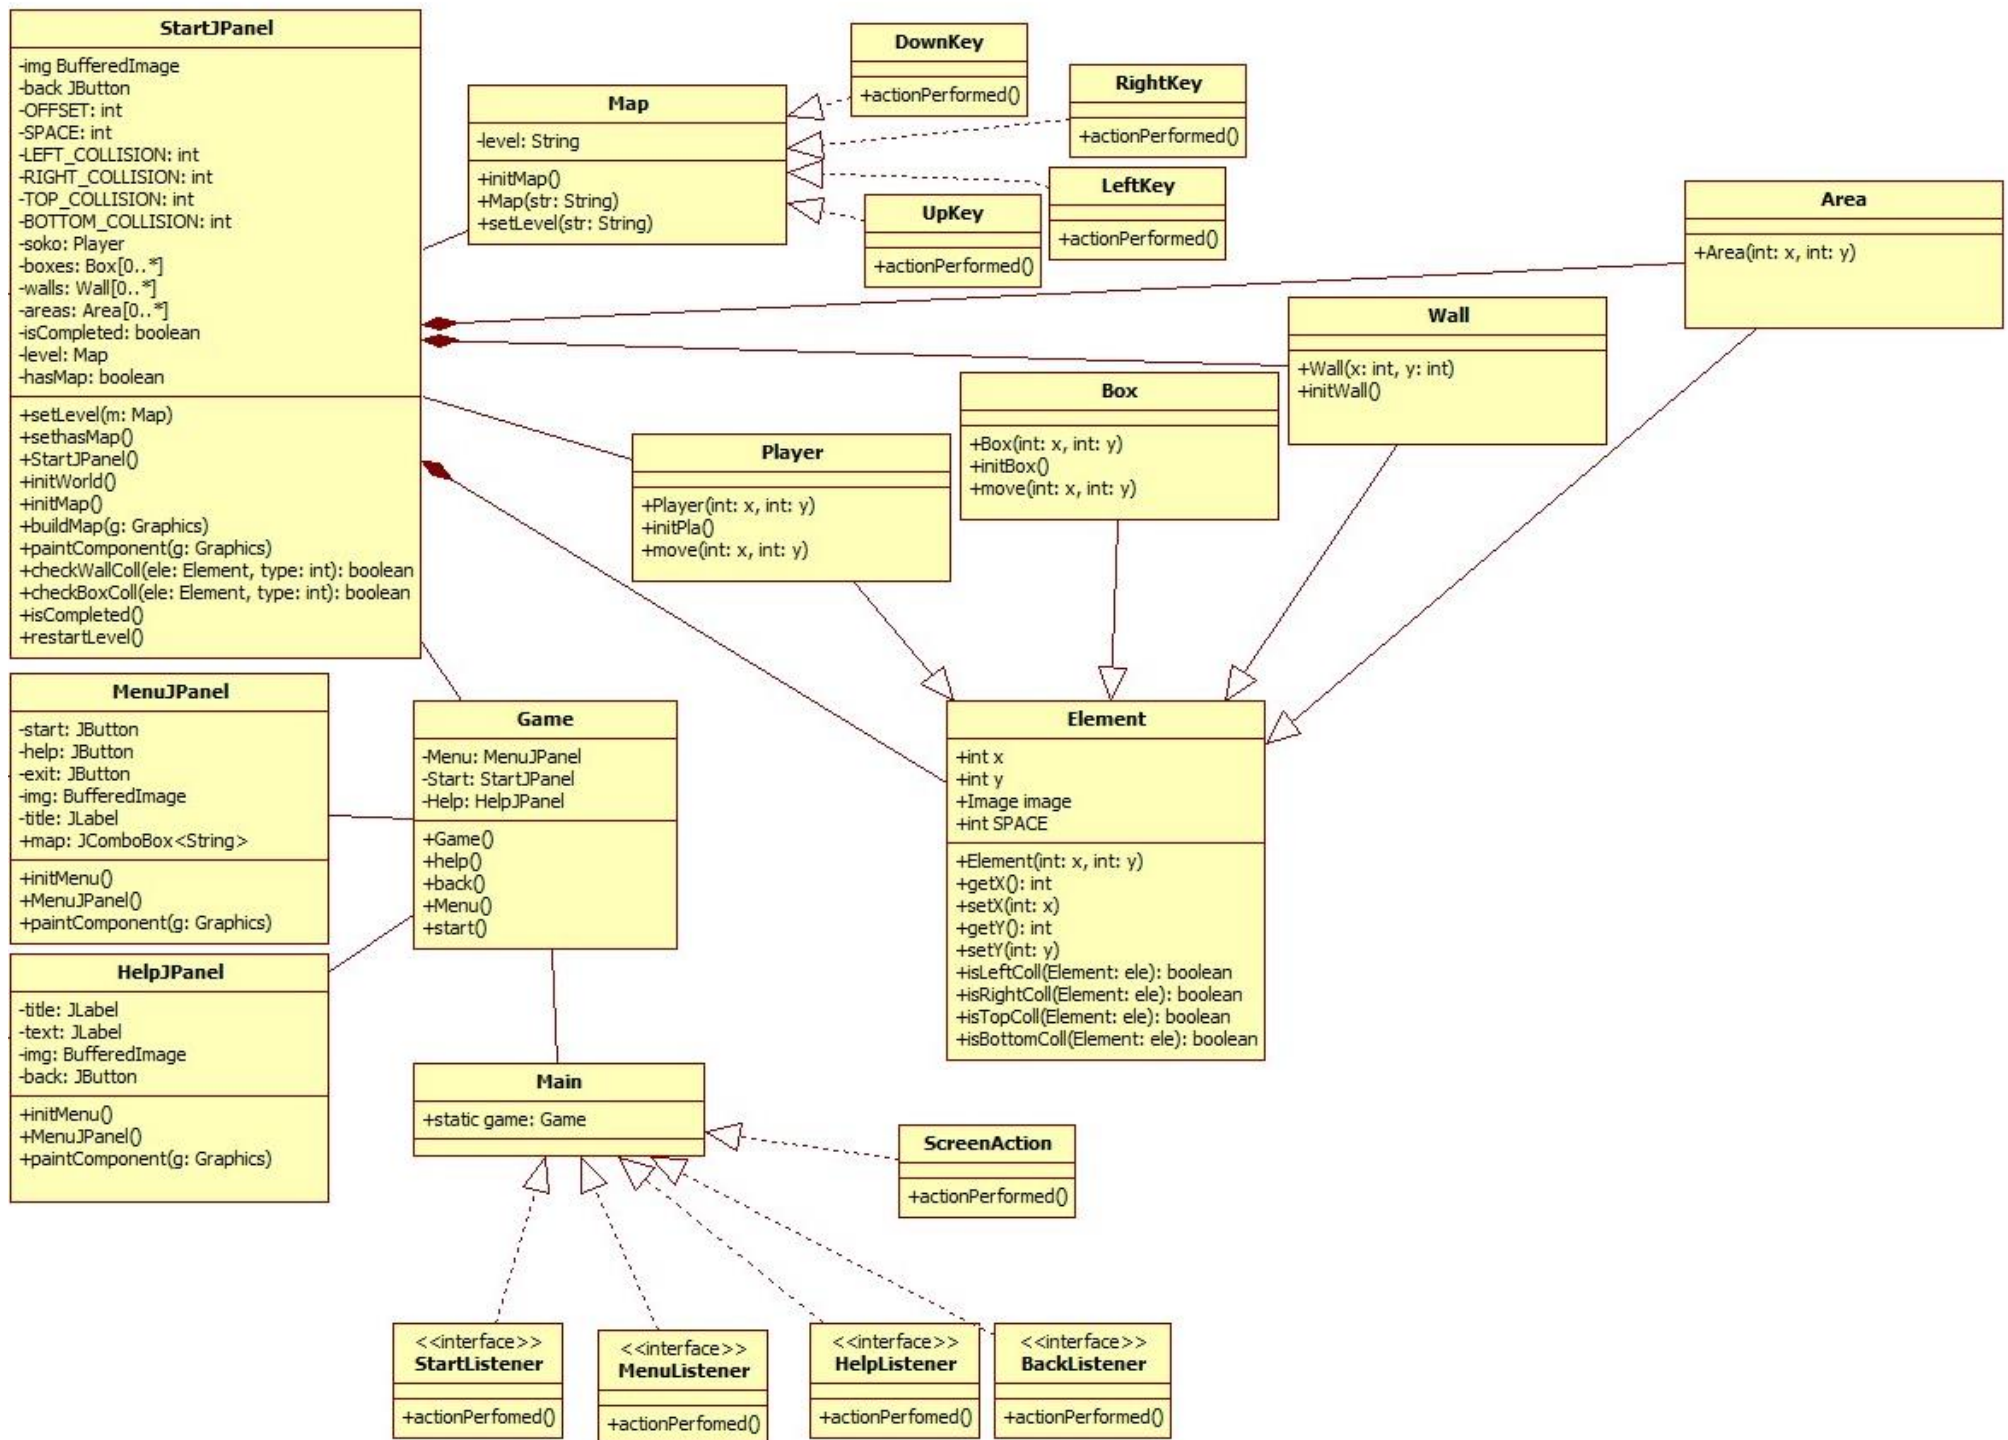 StartJPanel
-img BufferedImage
-back JButton
-OFFSET: int
-SPACE: int
-LEFT_COLLISION: int
-RIGHT_COLLISION: int
-TOP_COLLISION: int
-BOTTOM_COLLISION: int
-soko: Player
-boxes: Box[0..*]
-walls: Wall[0..*]
-areas: Area[0..*]
-isCompleted: boolean
-level: Map
-hasMap: boolean
+setLevel(m: Map)
+sethasMap()
+StartJPanel()
+initWorld()
+initMap()
+buildMap(g: Graphics)
+paintComponent(g: Graphics)
+checkWallColl(ele: Element, type: int): boolean
+checkBoxColl(ele: Element, type: int): boolean
+isCompleted()
+restartLevel()
Map
-level: String
+initMap()
+Map(str: String)
+setLevel(str: String)
DownKey
+actionPerformed()
RightKey
+actionPerformed()
LeftKey
+actionPerformed()
UpKey
+actionPerformed()
Area
+Area(int: x, int: y)
Wall
+Wall(x: int, y: int)
+initWall()
Box
+Box(int: x, int: y)
+initBox()
+move(int: x, int: y)
Player
+Player(int: x, int: y)
+initPla()
+move(int: x, int: y)
MenuJPanel
-start: JButton
-help: JButton
-exit: JButton
-img: BufferedImage
-title: JLabel
+map: JComboBox<String>
+initMenu()
+MenuJPanel()
+paintComponent(g: Graphics)
Game
-Menu: MenuJPanel
-Start: StartJPanel
-Help: HelpJPanel
+Game()
+help()
+back()
+Menu()
+start()
Element
+int x
+int y
+Image image
+int SPACE
+Element(int: x, int: y)
+getX(): int
+setX(int: x)
+getY(): int
+setY(int: y)
+isLeftColl(Element: ele): boolean
+isRightColl(Element: ele): boolean
+isTopColl(Element: ele): boolean
+isBottomColl(Element: ele): boolean
HelpJPanel
-title: JLabel
-text: JLabel
-img: BufferedImage
-back: JButton
+initMenu()
+MenuJPanel()
+paintComponent(g: Graphics)
Main
+static game: Game
ScreenAction
+actionPerformed()
<<interface>>
StartListener
+actionPerfomed()
<<interface>>
MenuListener
+actionPerfomed()
<<interface>>
HelpListener
+actionPerfomed()
<<interface>>
BackListener
+actionPerformed()